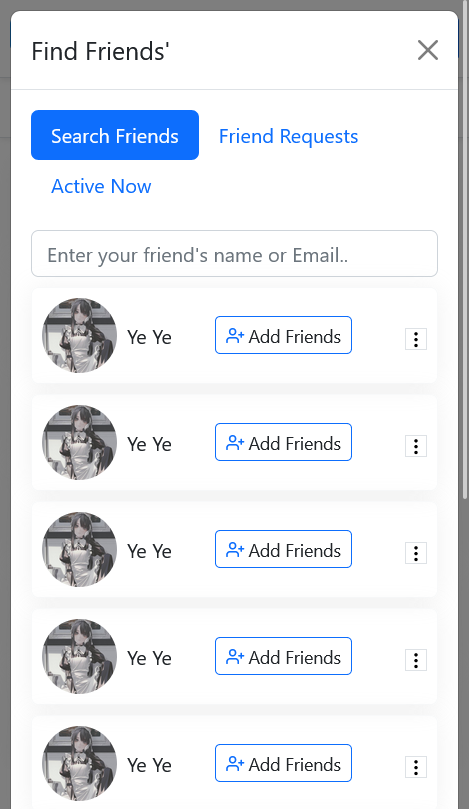 Find Friends'
Search Friends
Friend Requests
Active Now
Enter your friend's name or Email..
Ye Ye
Add Friends
Ye Ye
Add Friends
Ye Ye
Add Friends
Ye Ye
Add Friends
Ye Ye
Add Friends